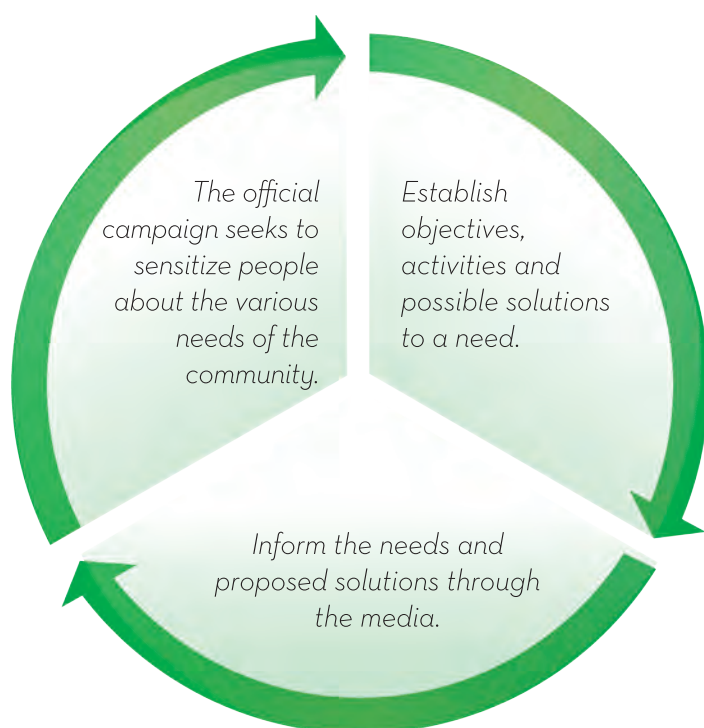 The official
campaign seeks to
sensitize people
about the various
needs of the
community.
Establish
objectives,
activities and
possible solutions
to a need.
Inform the needs and
proposed solutions through
the media.